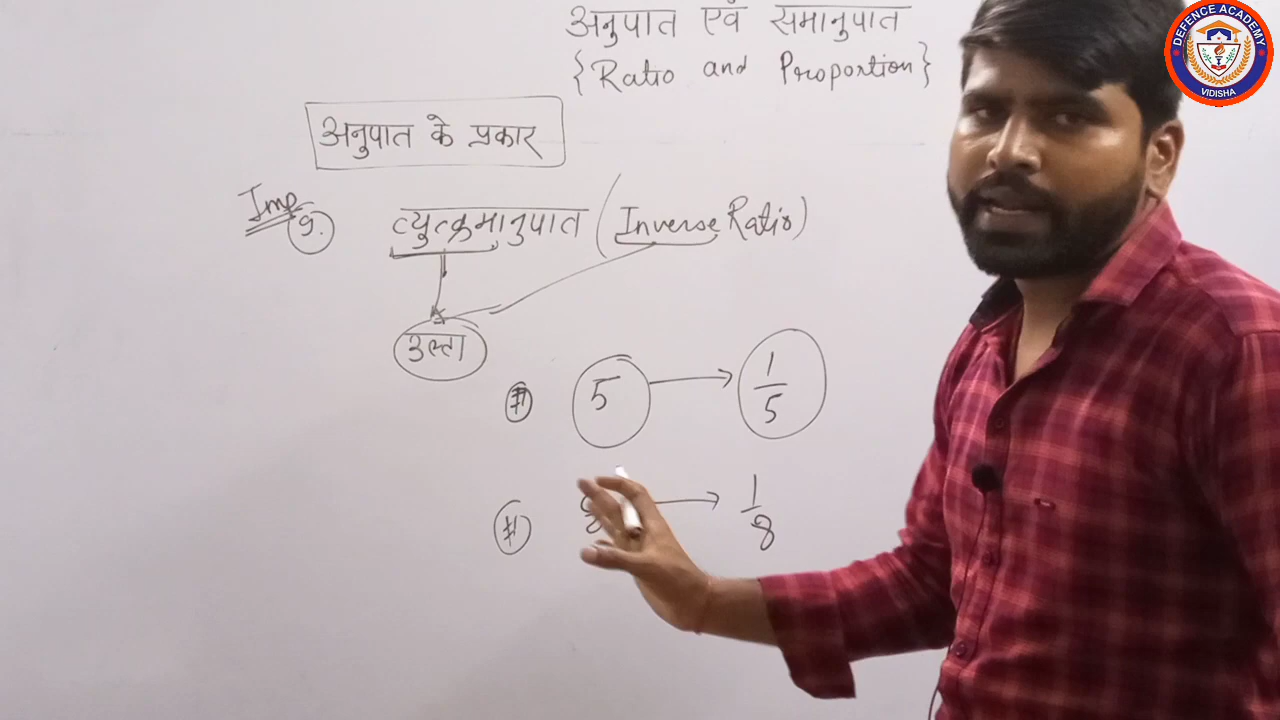 अनुपात एवं समानुपात
{Ratio and Proportion}
अनुपात के प्रकार
Imp
9. व्युत्क्रमानुपात (Inverse Ratio)
उल्टा
# 5 → 1/5
# 8 → 1/8
DEFENCE ACADEMY
VIDISHA